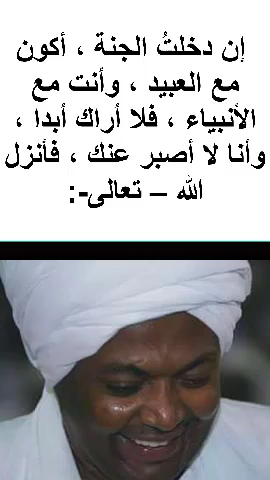 إن دخلتُ الجنة ، أكون
مع العبيد ، وأنت مع
الأنبياء ، فلا أراك أبدا ،
وأنا لا أصبر عنك ، فأنزل
الله – تعالى-: